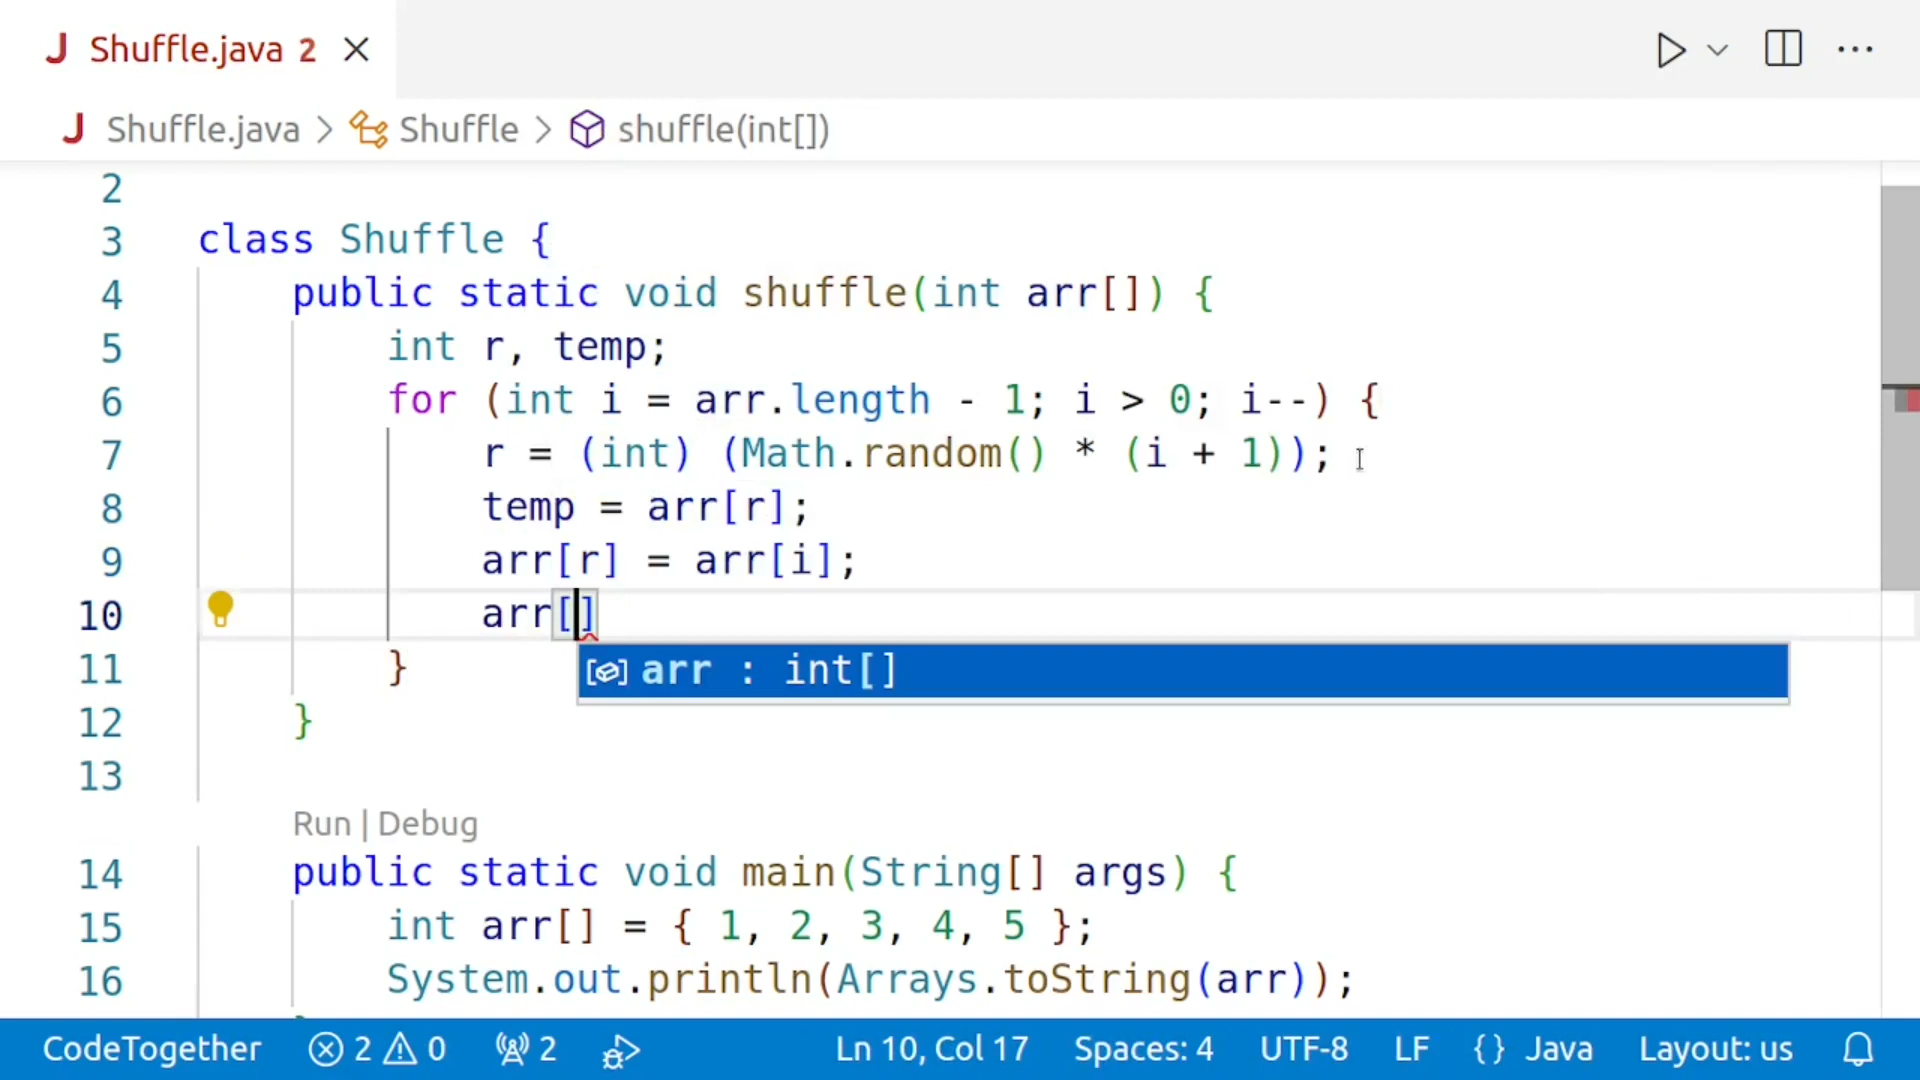 Shuffle.java 2
Shuffle.java > Shuffle > shuffle(int[])
2
3 class Shuffle {
4 public static void shuffle(int arr[]) {
5 int r, temp;
6 for (int i = arr.length - 1; i > 0; i--) {
7 r = (int) (Math.random() * (i + 1));
8 temp = arr[r];
9 arr[r] = arr[i];
10 arr[]
arr : int[]
11 }
12 }
13
Run | Debug
14 public static void main(String[] args) {
15 int arr[] = { 1, 2, 3, 4, 5 };
16 System.out.println(Arrays.toString(arr));
CodeTogether 2 0 2 Ln 10, Col 17 Spaces: 4 UTF-8 LF {} Java Layout: us